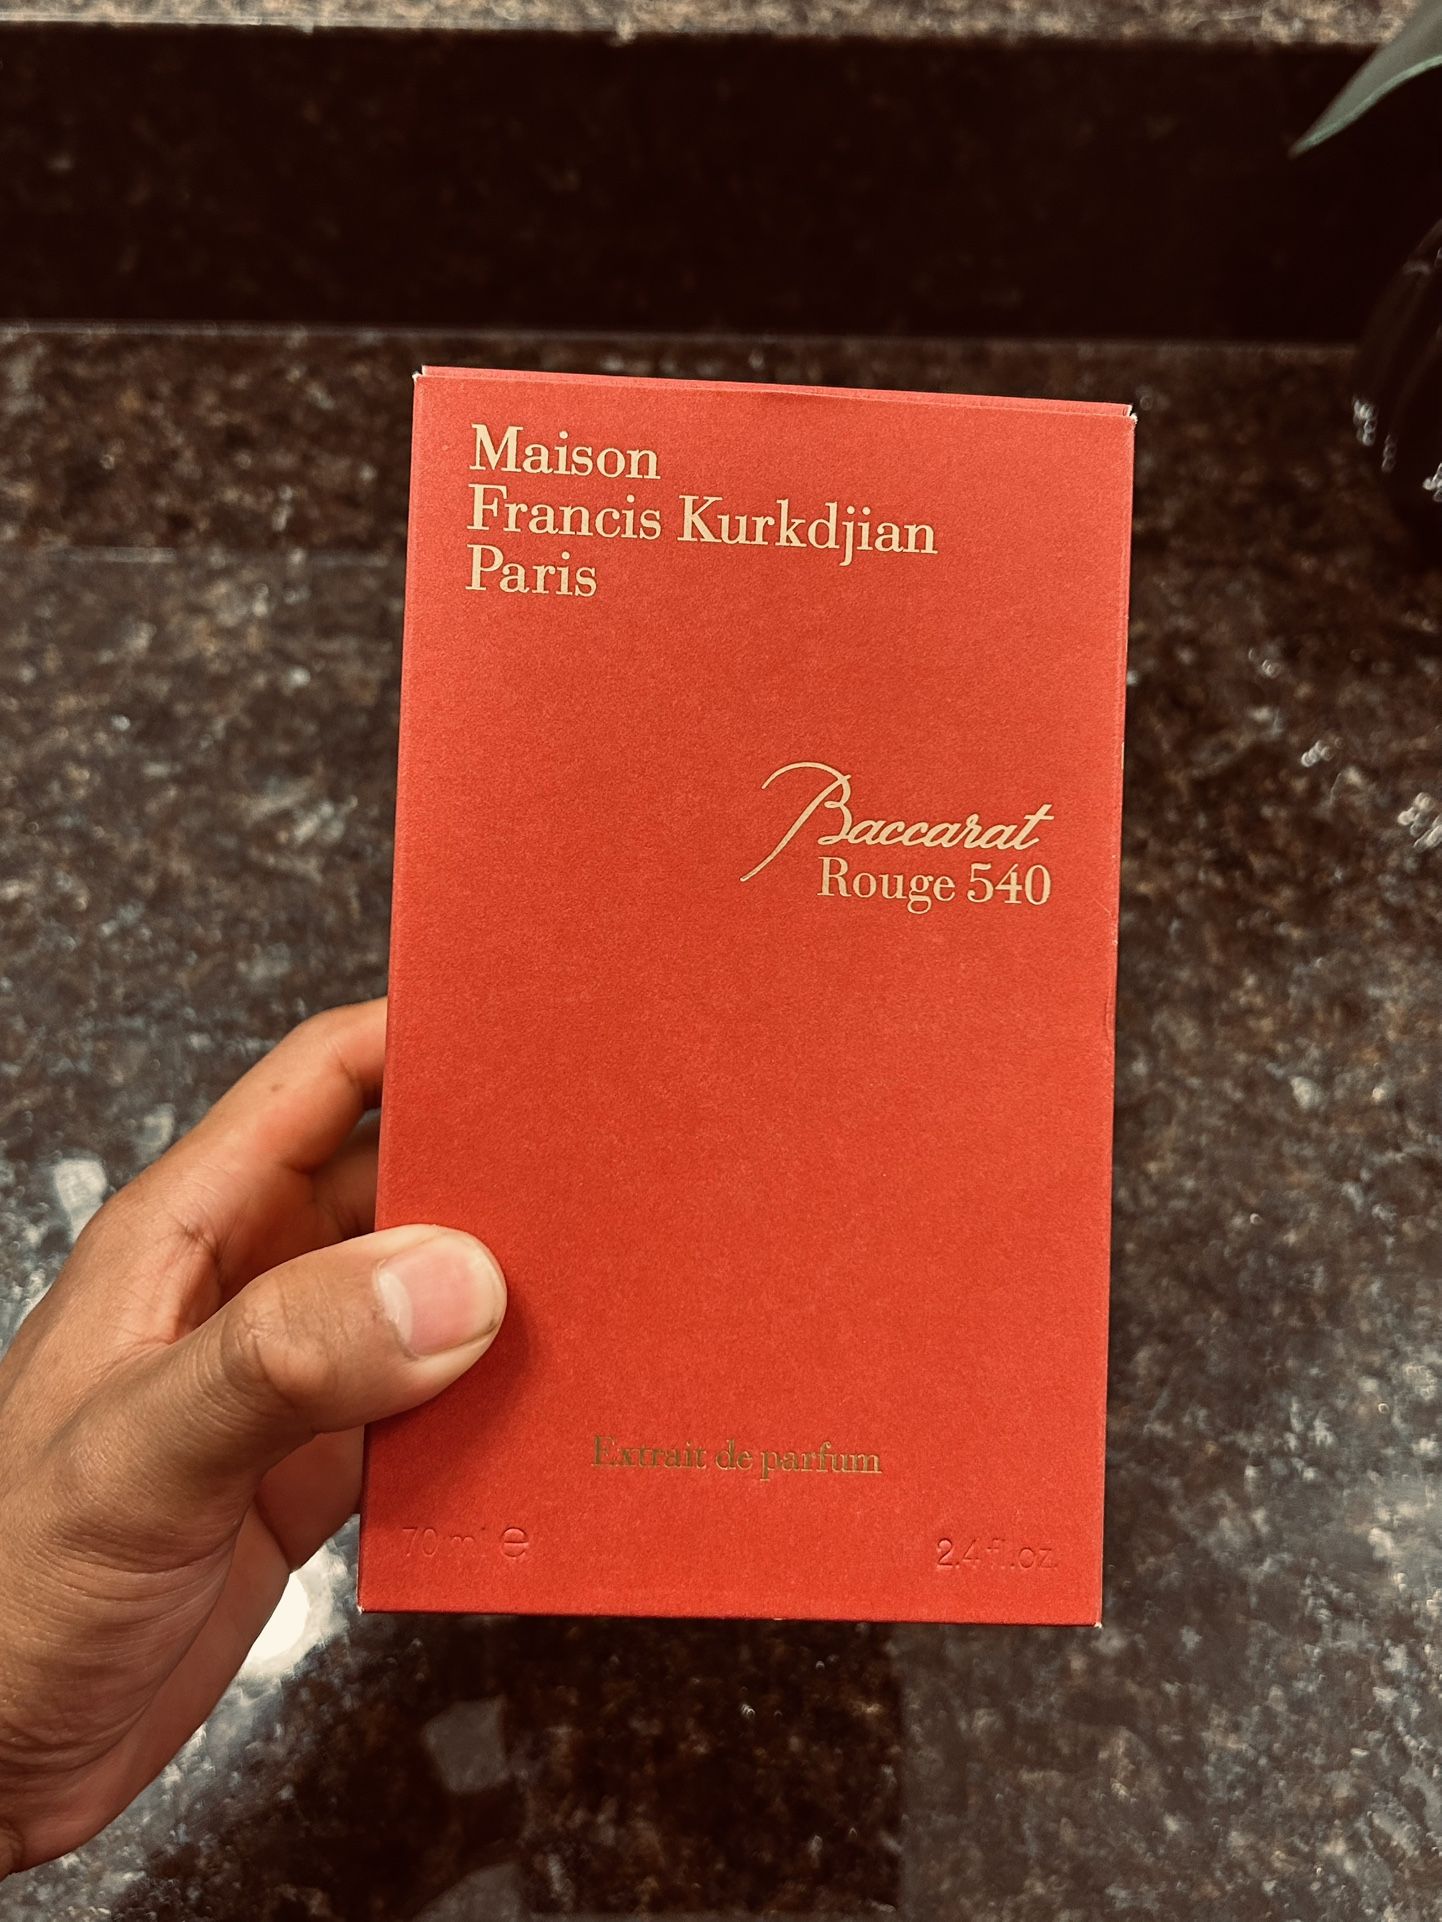 Maison
Francis Kurkdjian
Paris
Baccarat
Rouge 540
Extrait de parfum
70 ml ℮
2.4 fl.oz.